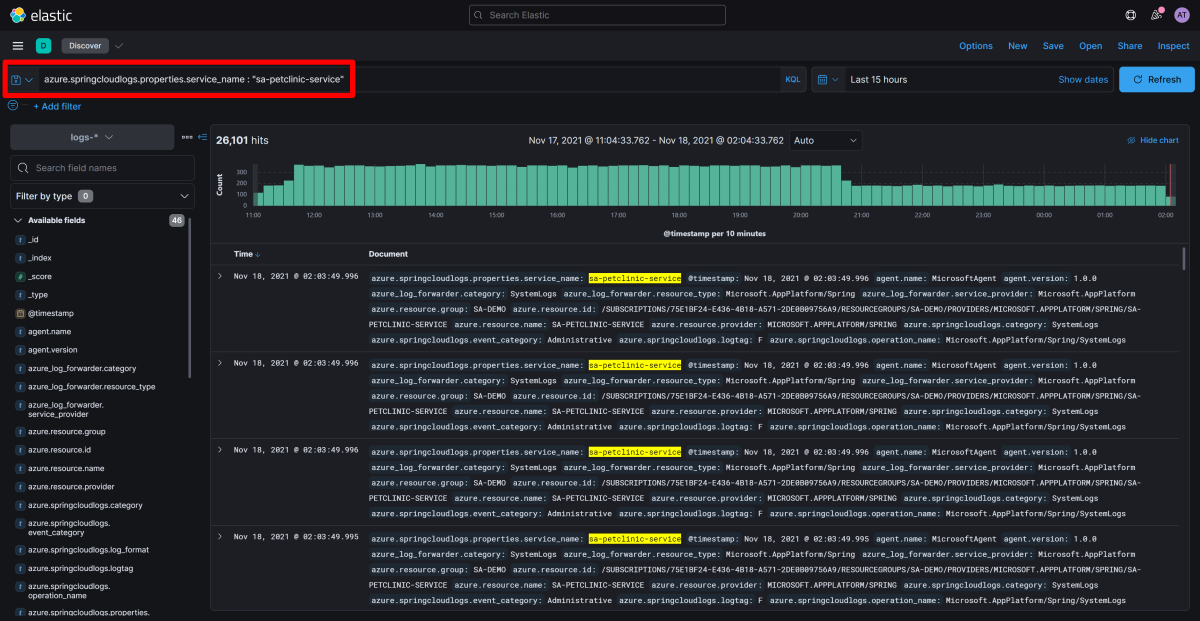 elastic
Search Elastic
AT
D
Discover
Options New Save Open Share Inspect
azure.springcloudlogs.properties.service_name : "sa-petclinic-service"
KQL
Last 15 hours
Show dates
Refresh
+ Add filter
logs-*
26,101 hits
Nov 17, 2021 @ 11:04:33.762 - Nov 18, 2021 @ 02:04:33.762
Auto
Hide chart
Search field names
Filter by type 0
Available fields 46
t _id
t _index
# _score
t _type
@timestamp
t agent.name
t agent.version
t azure_log_forwarder.category
t azure_log_forwarder.resource_type
t azure_log_forwarder.
service_provider
t azure.resource.group
t azure.resource.id
t azure.resource.name
t azure.resource.provider
t azure.springcloudlogs.category
t azure.springcloudlogs.
event_category
t azure.springcloudlogs.log_format
t azure.springcloudlogs.logtag
t azure.springcloudlogs.
operation_name
t azure.springcloudlogs.properties.
Count
300
200
100
0
11:00 12:00 13:00 14:00 15:00 16:00 17:00 18:00 19:00 20:00 21:00 22:00 23:00 00:00 01:00 02:00
@timestamp per 10 minutes
Time Document
Nov 18, 2021 @ 02:03:49.996 azure.springcloudlogs.properties.service_name: sa-petclinic-service @timestamp: Nov 18, 2021 @ 02:03:49.996 agent.name: MicrosoftAgent agent.version: 1.0.0
azure_log_forwarder.category: SystemLogs azure_log_forwarder.resource_type: Microsoft.AppPlatform/Spring azure_log_forwarder.service_provider: Microsoft.AppPlatform
azure.resource.group: SA-DEMO azure.resource.id: /SUBSCRIPTIONS/75E1BF24-E436-4B18-A571-2DE0B09756A9/RESOURCEGROUPS/SA-DEMO/PROVIDERS/MICROSOFT.APPPLATFORM/SPRING/SA-
PETCLINIC-SERVICE azure.resource.name: SA-PETCLINIC-SERVICE azure.resource.provider: MICROSOFT.APPPLATFORM/SPRING azure.springcloudlogs.category: SystemLogs
azure.springcloudlogs.event_category: Administrative azure.springcloudlogs.logtag: F azure.springcloudlogs.operation_name: Microsoft.AppPlatform/Spring/SystemLogs
Nov 18, 2021 @ 02:03:49.996 azure.springcloudlogs.properties.service_name: sa-petclinic-service @timestamp: Nov 18, 2021 @ 02:03:49.996 agent.name: MicrosoftAgent agent.version: 1.0.0
azure_log_forwarder.category: SystemLogs azure_log_forwarder.resource_type: Microsoft.AppPlatform/Spring azure_log_forwarder.service_provider: Microsoft.AppPlatform
azure.resource.group: SA-DEMO azure.resource.id: /SUBSCRIPTIONS/75E1BF24-E436-4B18-A571-2DE0B09756A9/RESOURCEGROUPS/SA-DEMO/PROVIDERS/MICROSOFT.APPPLATFORM/SPRING/SA-
PETCLINIC-SERVICE azure.resource.name: SA-PETCLINIC-SERVICE azure.resource.provider: MICROSOFT.APPPLATFORM/SPRING azure.springcloudlogs.category: SystemLogs
azure.springcloudlogs.event_category: Administrative azure.springcloudlogs.logtag: F azure.springcloudlogs.operation_name: Microsoft.AppPlatform/Spring/SystemLogs
Nov 18, 2021 @ 02:03:49.996 azure.springcloudlogs.properties.service_name: sa-petclinic-service @timestamp: Nov 18, 2021 @ 02:03:49.996 agent.name: MicrosoftAgent agent.version: 1.0.0
azure_log_forwarder.category: SystemLogs azure_log_forwarder.resource_type: Microsoft.AppPlatform/Spring azure_log_forwarder.service_provider: Microsoft.AppPlatform
azure.resource.group: SA-DEMO azure.resource.id: /SUBSCRIPTIONS/75E1BF24-E436-4B18-A571-2DE0B09756A9/RESOURCEGROUPS/SA-DEMO/PROVIDERS/MICROSOFT.APPPLATFORM/SPRING/SA-
PETCLINIC-SERVICE azure.resource.name: SA-PETCLINIC-SERVICE azure.resource.provider: MICROSOFT.APPPLATFORM/SPRING azure.springcloudlogs.category: SystemLogs
azure.springcloudlogs.event_category: Administrative azure.springcloudlogs.logtag: F azure.springcloudlogs.operation_name: Microsoft.AppPlatform/Spring/SystemLogs
Nov 18, 2021 @ 02:03:49.995 azure.springcloudlogs.properties.service_name: sa-petclinic-service @timestamp: Nov 18, 2021 @ 02:03:49.995 agent.name: MicrosoftAgent agent.version: 1.0.0
azure_log_forwarder.category: SystemLogs azure_log_forwarder.resource_type: Microsoft.AppPlatform/Spring azure_log_forwarder.service_provider: Microsoft.AppPlatform
azure.resource.group: SA-DEMO azure.resource.id: /SUBSCRIPTIONS/75E1BF24-E436-4B18-A571-2DE0B09756A9/RESOURCEGROUPS/SA-DEMO/PROVIDERS/MICROSOFT.APPPLATFORM/SPRING/SA-
PETCLINIC-SERVICE azure.resource.name: SA-PETCLINIC-SERVICE azure.resource.provider: MICROSOFT.APPPLATFORM/SPRING azure.springcloudlogs.category: SystemLogs
azure.springcloudlogs.event_category: Administrative azure.springcloudlogs.logtag: F azure.springcloudlogs.operation_name: Microsoft.AppPlatform/Spring/SystemLogs